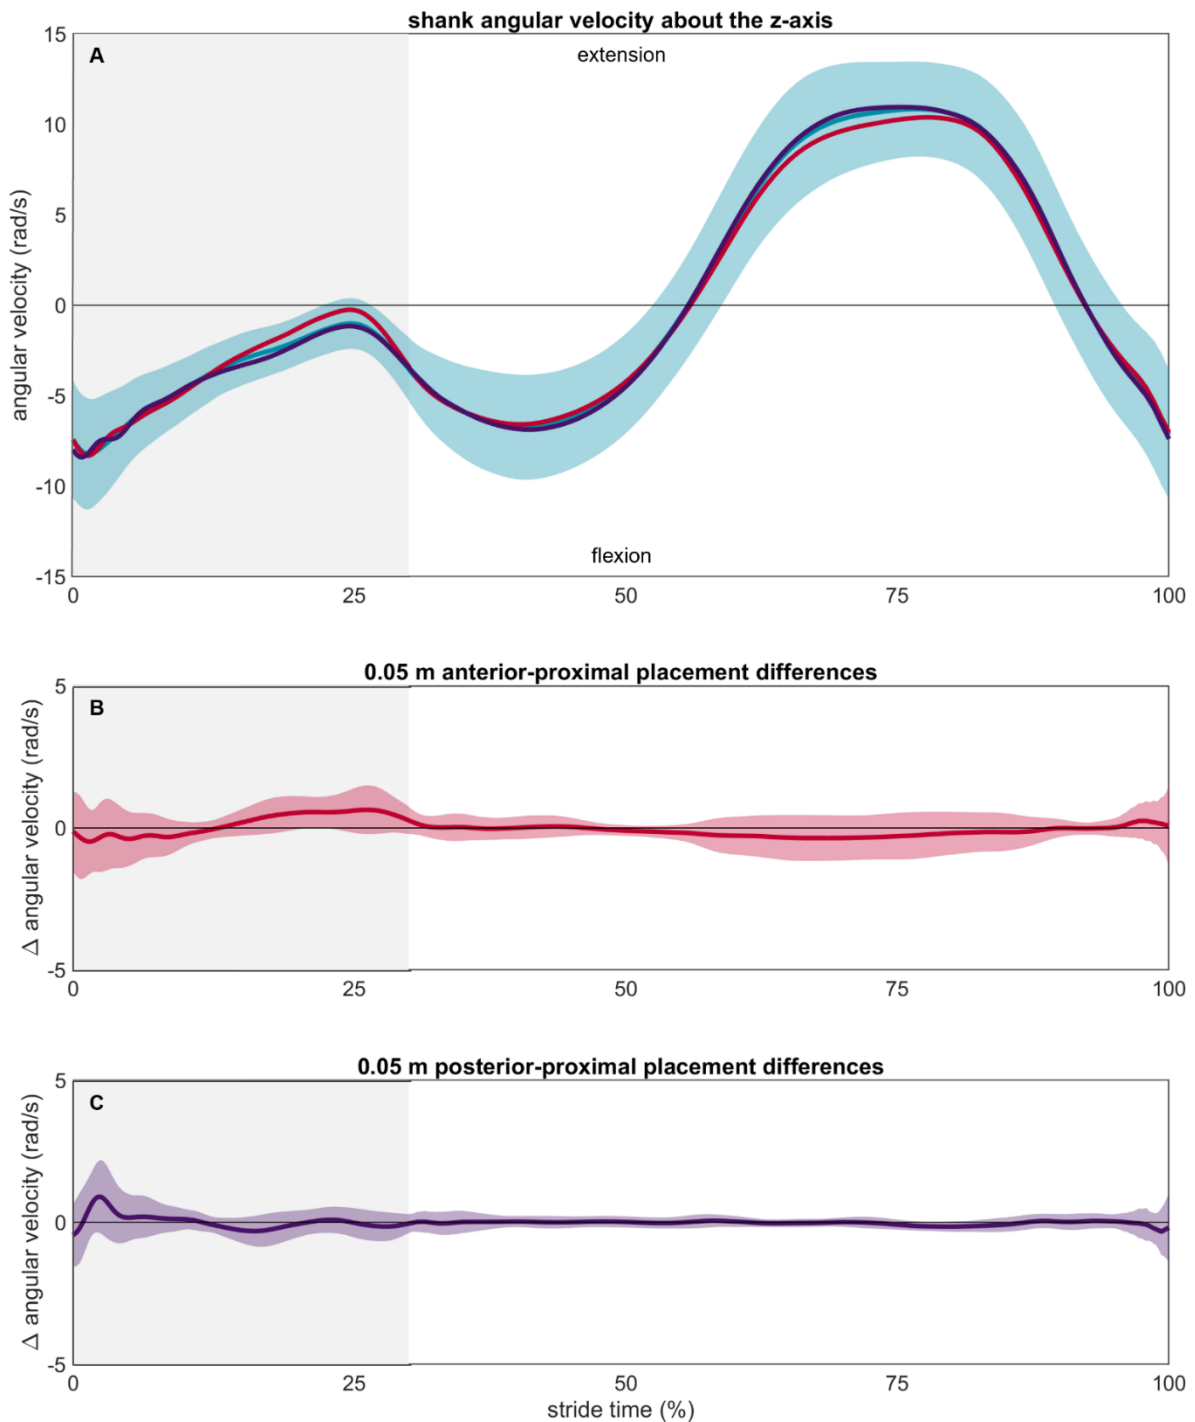 shank angular velocity about the z-axis
A
extension
15
10
5
0
-5
-10
-15
angular velocity (rad/s)
flexion
0 25 50 75 100
0.05 m anterior-proximal placement differences
B
5
0
-5
Δ angular velocity (rad/s)
0 25 50 75 100
0.05 m posterior-proximal placement differences
C
5
0
-5
Δ angular velocity (rad/s)
0 25 50 75 100
stride time (%)